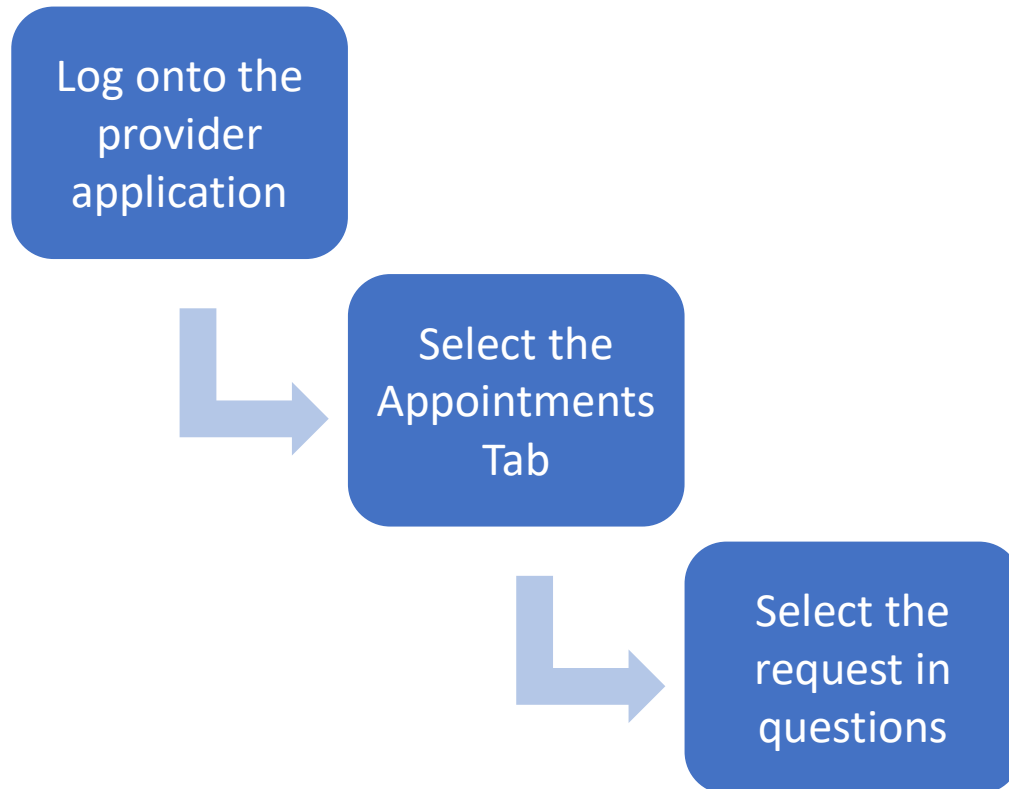 Log onto the
provider
application
Select the
Appointments
Tab
Select the
request in
questions